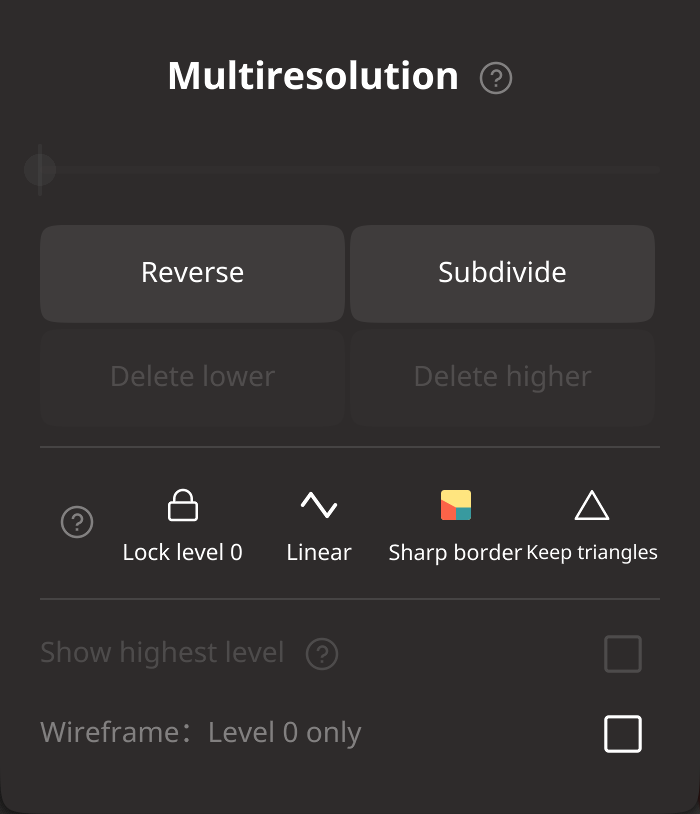 Multiresolution ?
Reverse
Subdivide
Delete lower
Delete higher
?
Lock level 0
Linear
Sharp border
Keep triangles
Show highest level ?
Wireframe： Level 0 only